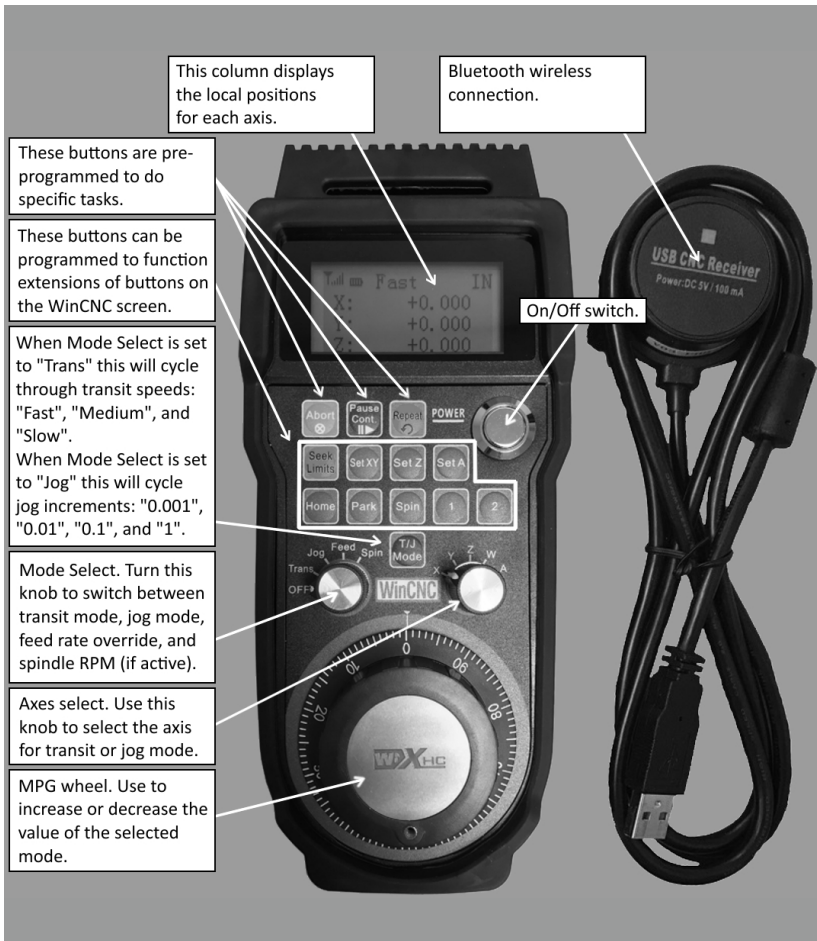 This column displays
the local positions
for each axis.
Bluetooth wireless
connection.
These buttons are pre-
programmed to do
specific tasks.
These buttons can be
programmed to function
extensions of buttons on
the WinCNC screen.
When Mode Select is set
to "Trans" this will cycle
through transit speeds:
"Fast", "Medium", and
"Slow".
When Mode Select is set
to "Jog" this will cycle
jog increments: "0.001",
"0.01", "0.1", and "1".
Mode Select. Turn this
knob to switch between
transit mode, jog mode,
feed rate override, and
spindle RPM (if active).
Axes select. Use this
knob to select the axis
for transit or jog mode.
MPG wheel. Use to
increase or decrease the
value of the selected
mode.
On/Off switch.
USB CNC Receiver
Power:DC 5V/100 mA
Fast IN
X: +0.000
Y: +0.000
Z: +0.000
Abort
Pause
Cont.
Repeat
POWER
Seek
Limits
Set XY
Set Z
Set A
Home
Park
Spin
1
2
T/J
Mode
OFF
Trans
Jog
Feed
Spin
X
Y
Z
W
A
WinCNC
0
10
20
90
80
HC